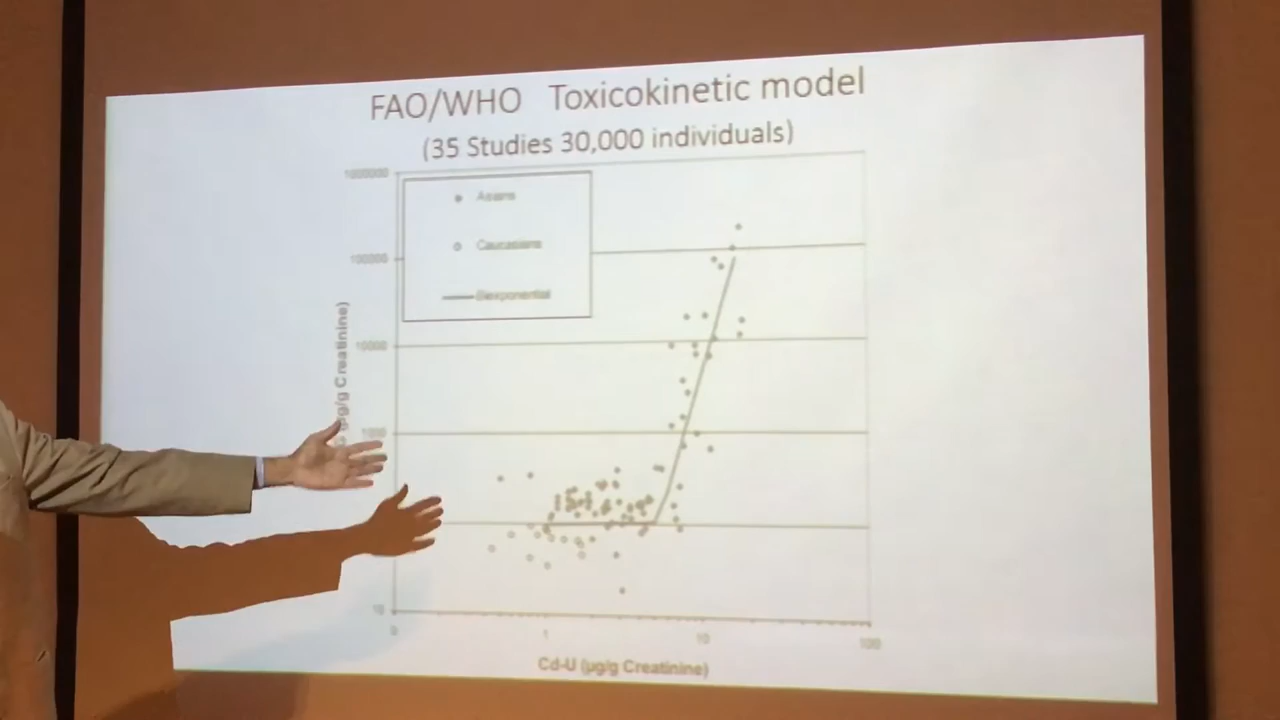 FAO/WHO Toxicokinetic model
(35 Studies 30,000 individuals)
1000000
Asians
Caucasians
100000
Biexponential
10000
µg/g Creatinine)
1000
10
0 1 10 100
Cd-U (µg/g Creatinine)